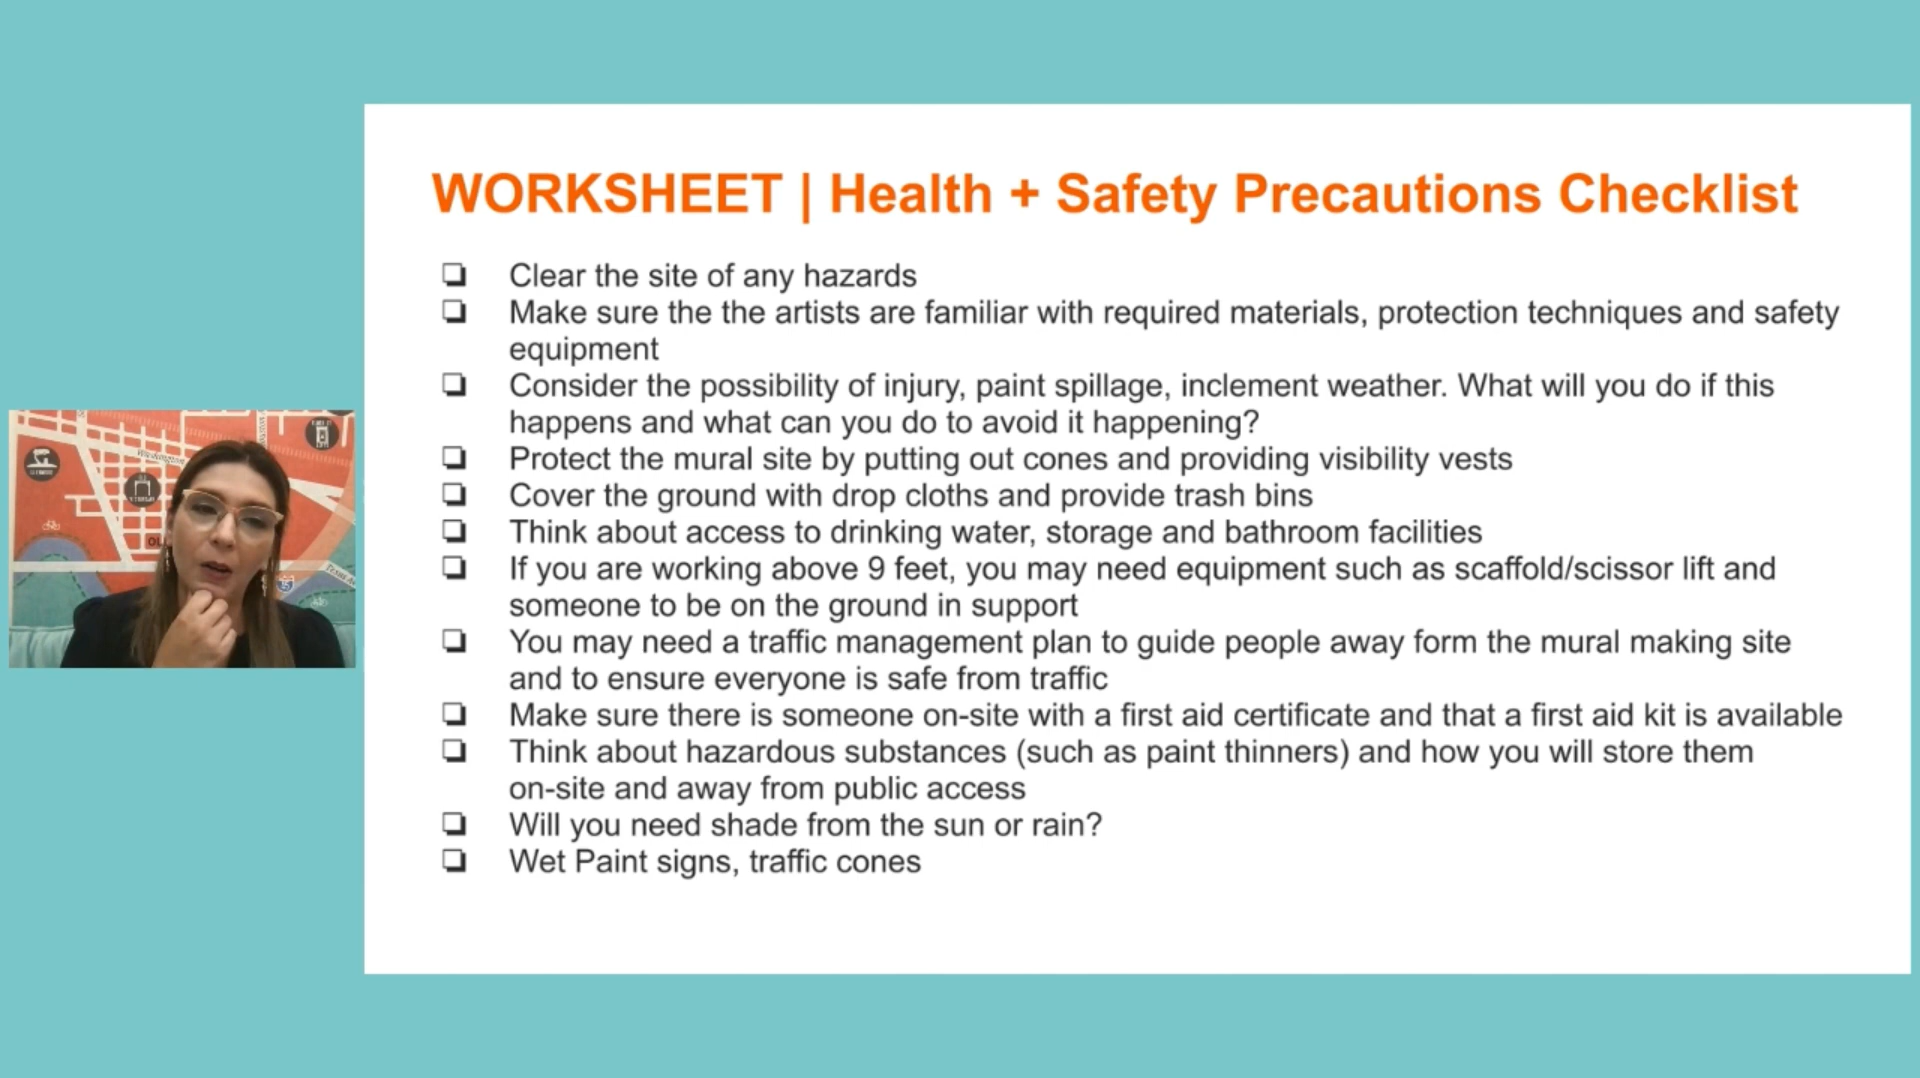 WORKSHEET | Health + Safety Precautions Checklist
❏ Clear the site of any hazards
❏ Make sure the the artists are familiar with required materials, protection techniques and safety
equipment
❏ Consider the possibility of injury, paint spillage, inclement weather. What will you do if this
happens and what can you do to avoid it happening?
❏ Protect the mural site by putting out cones and providing visibility vests
❏ Cover the ground with drop cloths and provide trash bins
❏ Think about access to drinking water, storage and bathroom facilities
❏ If you are working above 9 feet, you may need equipment such as scaffold/scissor lift and
someone to be on the ground in support
❏ You may need a traffic management plan to guide people away form the mural making site
and to ensure everyone is safe from traffic
❏ Make sure there is someone on-site with a first aid certificate and that a first aid kit is available
❏ Think about hazardous substances (such as paint thinners) and how you will store them
on-site and away from public access
❏ Will you need shade from the sun or rain?
❏ Wet Paint signs, traffic cones
Washington
5